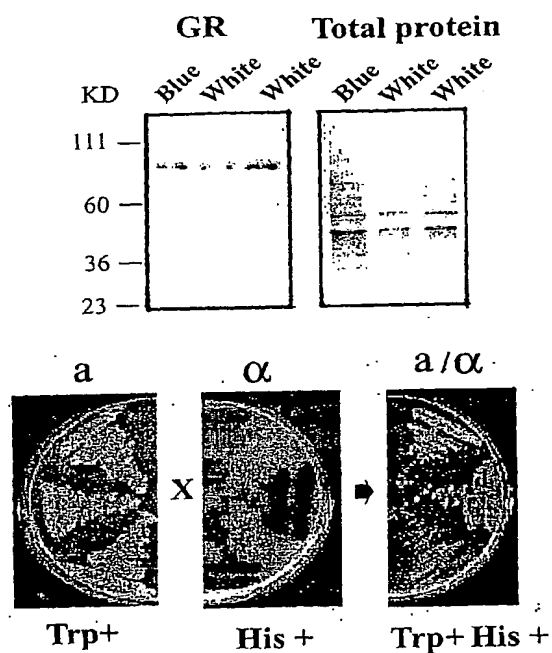 GR Total protein
KD Blue White White Blue White White
111
60
36
23
a α a/α
X
Trp+ His + Trp+ His +